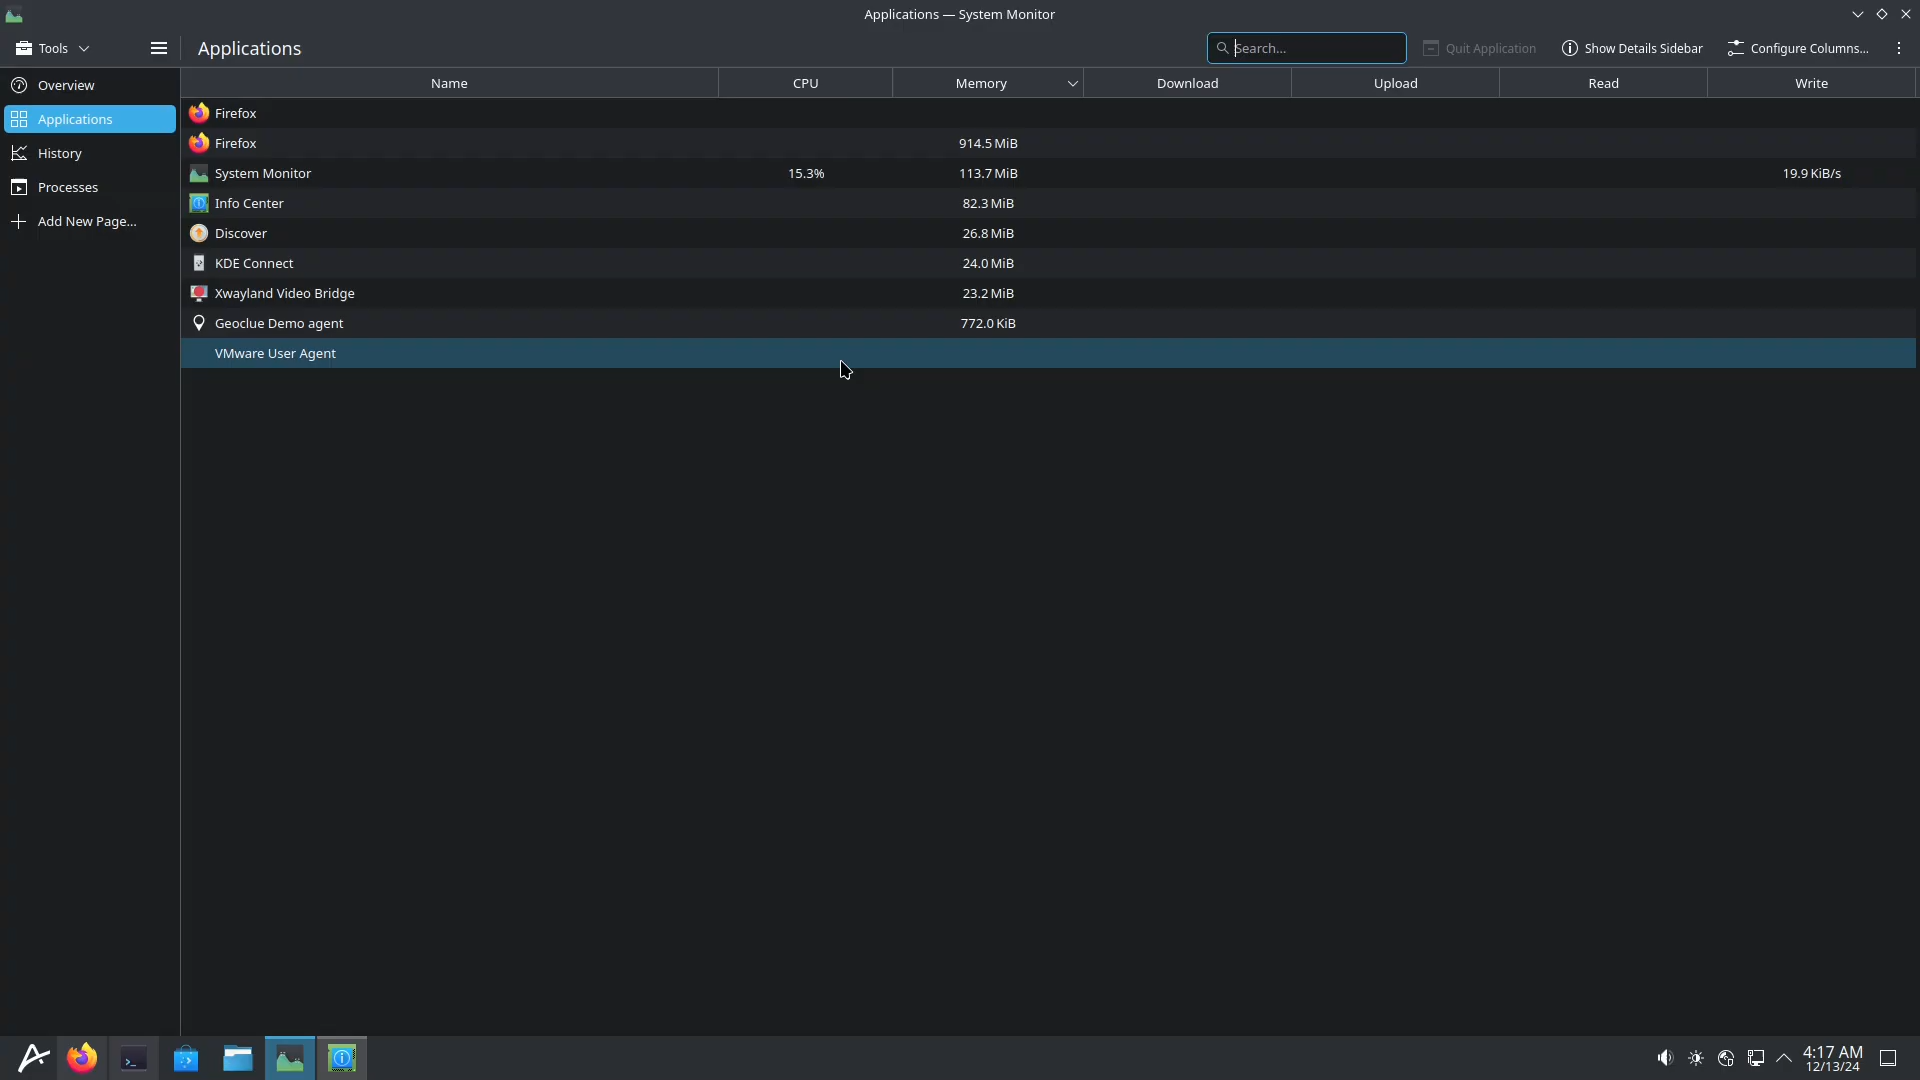 Applications — System Monitor
Tools
Applications
Search...
Quit Application
Show Details Sidebar
Configure Columns...
Overview
Applications
History
Processes
Add New Page...
Name CPU Memory Download Upload Read Write
Firefox
Firefox 914.5 MiB
System Monitor 15.3% 113.7 MiB 19.9 KiB/s
Info Center 82.3 MiB
Discover 26.8 MiB
KDE Connect 24.0 MiB
Xwayland Video Bridge 23.2 MiB
Geoclue Demo agent 772.0 KiB
VMware User Agent
4:17 AM
12/13/24